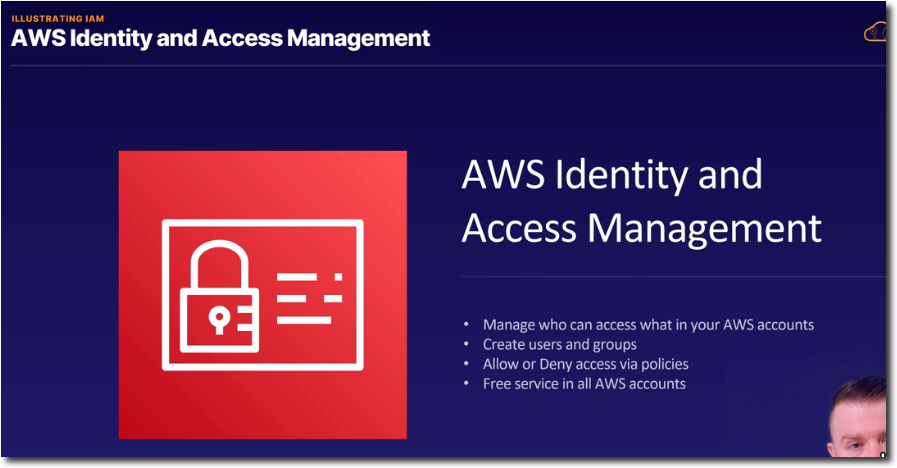 ILLUSTRATING IAM
AWS Identity and Access Management
AWS Identity and
Access Management
• Manage who can access what in your AWS accounts
• Create users and groups
• Allow or Deny access via policies
• Free service in all AWS accounts